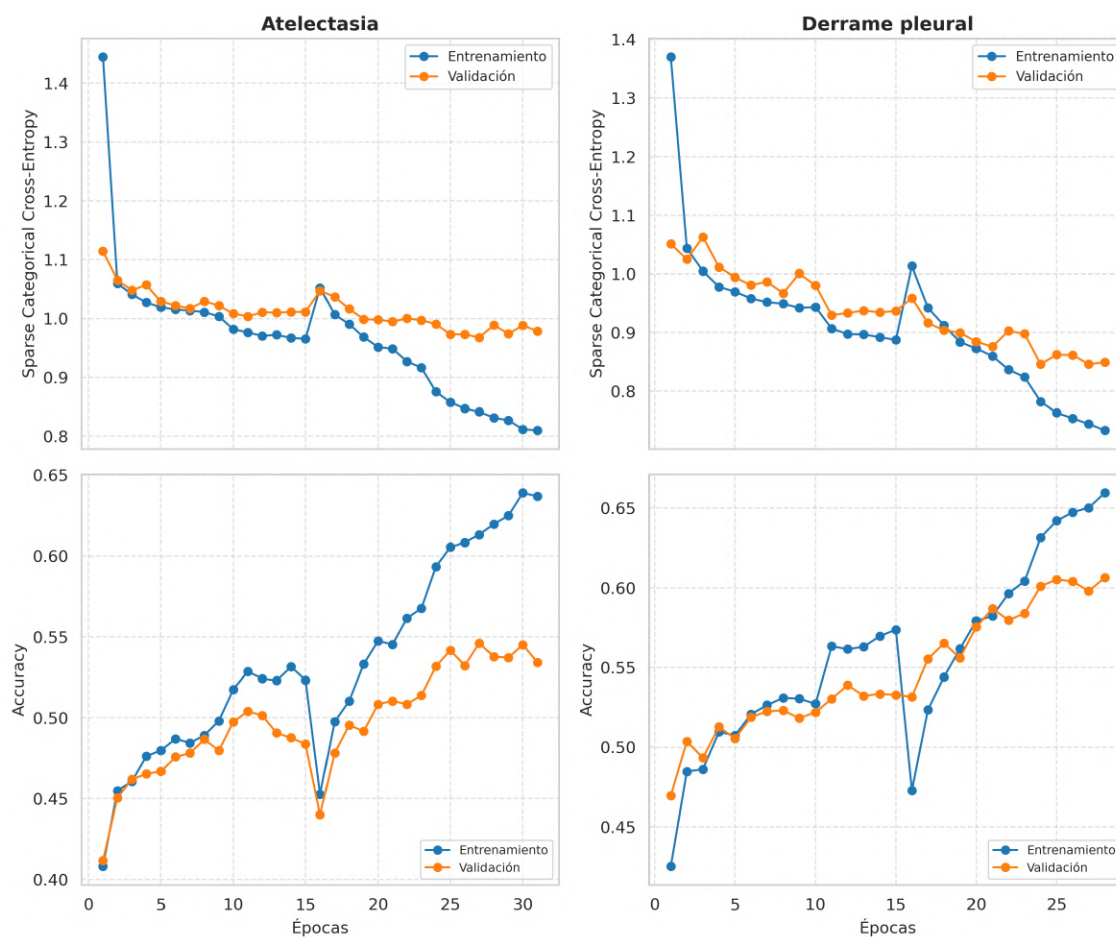 Atelectasia
Sparse Categorical Cross-Entropy
1.4
1.3
1.2
1.1
1.0
0.9
0.8
Entrenamiento
Validación
Derrame pleural
Sparse Categorical Cross-Entropy
1.4
1.3
1.2
1.1
1.0
0.9
0.8
Entrenamiento
Validación
Accuracy
0.65
0.60
0.55
0.50
0.45
0.40
Entrenamiento
Validación
0 5 10 15 20 25 30
Épocas
Accuracy
0.65
0.60
0.55
0.50
0.45
Entrenamiento
Validación
0 5 10 15 20 25
Épocas